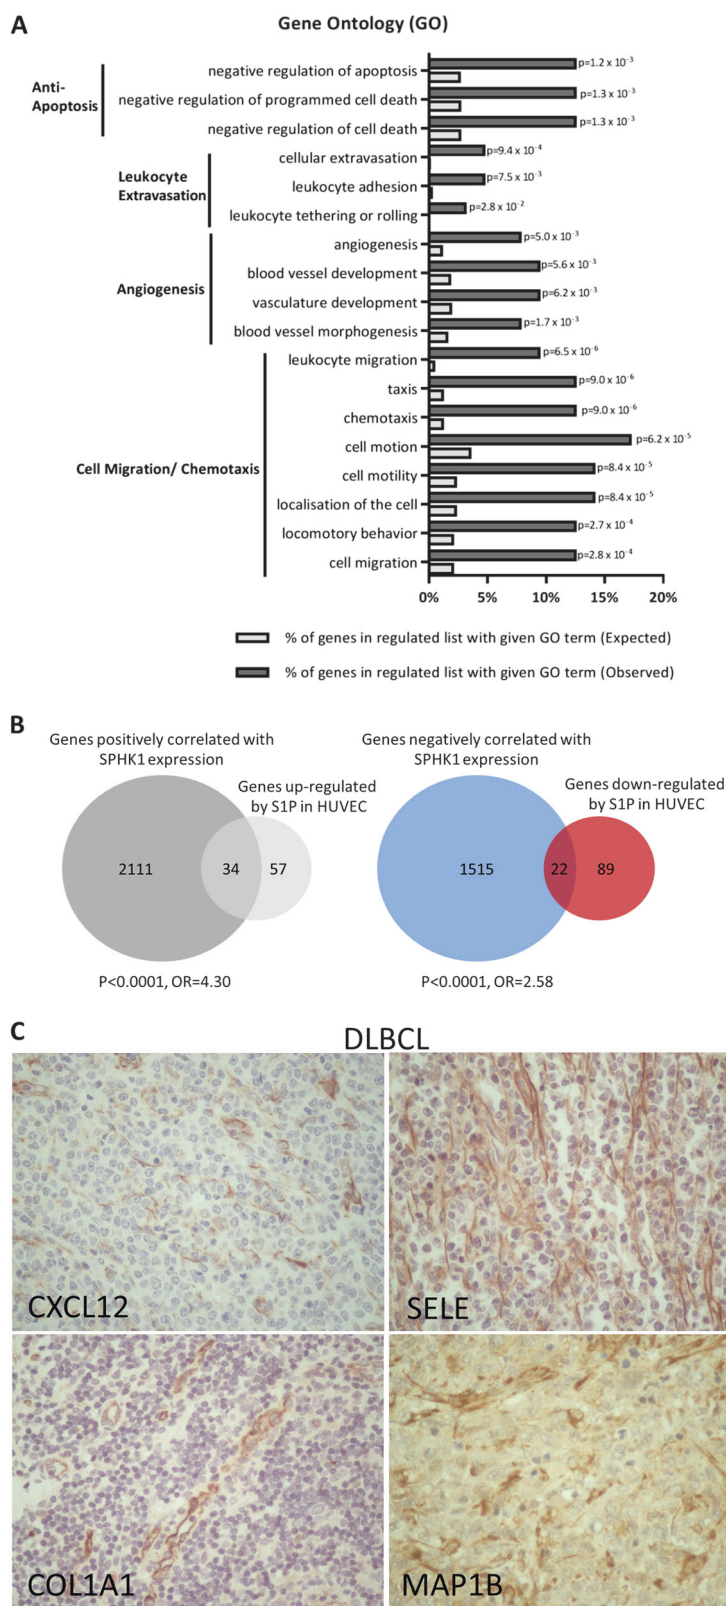 A
Gene Ontology (GO)
Anti-
Apoptosis
negative regulation of apoptosis
p=1.2 x 10-3
negative regulation of programmed cell death
p=1.3 x 10-3
negative regulation of cell death
p=1.3 x 10-3
Leukocyte
Extravasation
cellular extravasation
p=9.4 x 10-4
leukocyte adhesion
p=7.5 x 10-3
leukocyte tethering or rolling
p=2.8 x 10-2
Angiogenesis
angiogenesis
p=5.0 x 10-3
blood vessel development
p=5.6 x 10-3
vasculature development
p=6.2 x 10-3
blood vessel morphogenesis
p=1.7 x 10-3
Cell Migration/ Chemotaxis
leukocyte migration
p=6.5 x 10-6
taxis
p=9.0 x 10-6
chemotaxis
p=9.0 x 10-6
cell motion
p=6.2 x 10-5
cell motility
p=8.4 x 10-5
localisation of the cell
p=8.4 x 10-5
locomotory behavior
p=2.7 x 10-4
cell migration
p=2.8 x 10-4
0% 5% 10% 15% 20%
% of genes in regulated list with given GO term (Expected)
% of genes in regulated list with given GO term (Observed)
B
Genes positively correlated with
SPHK1 expression
Genes up-regulated
by S1P in HUVEC
2111 34 57
P<0.0001, OR=4.30
Genes negatively correlated with
SPHK1 expression
Genes down-regulated
by S1P in HUVEC
1515 22 89
P<0.0001, OR=2.58
C
DLBCL
CXCL12
SELE
COL1A1
MAP1B